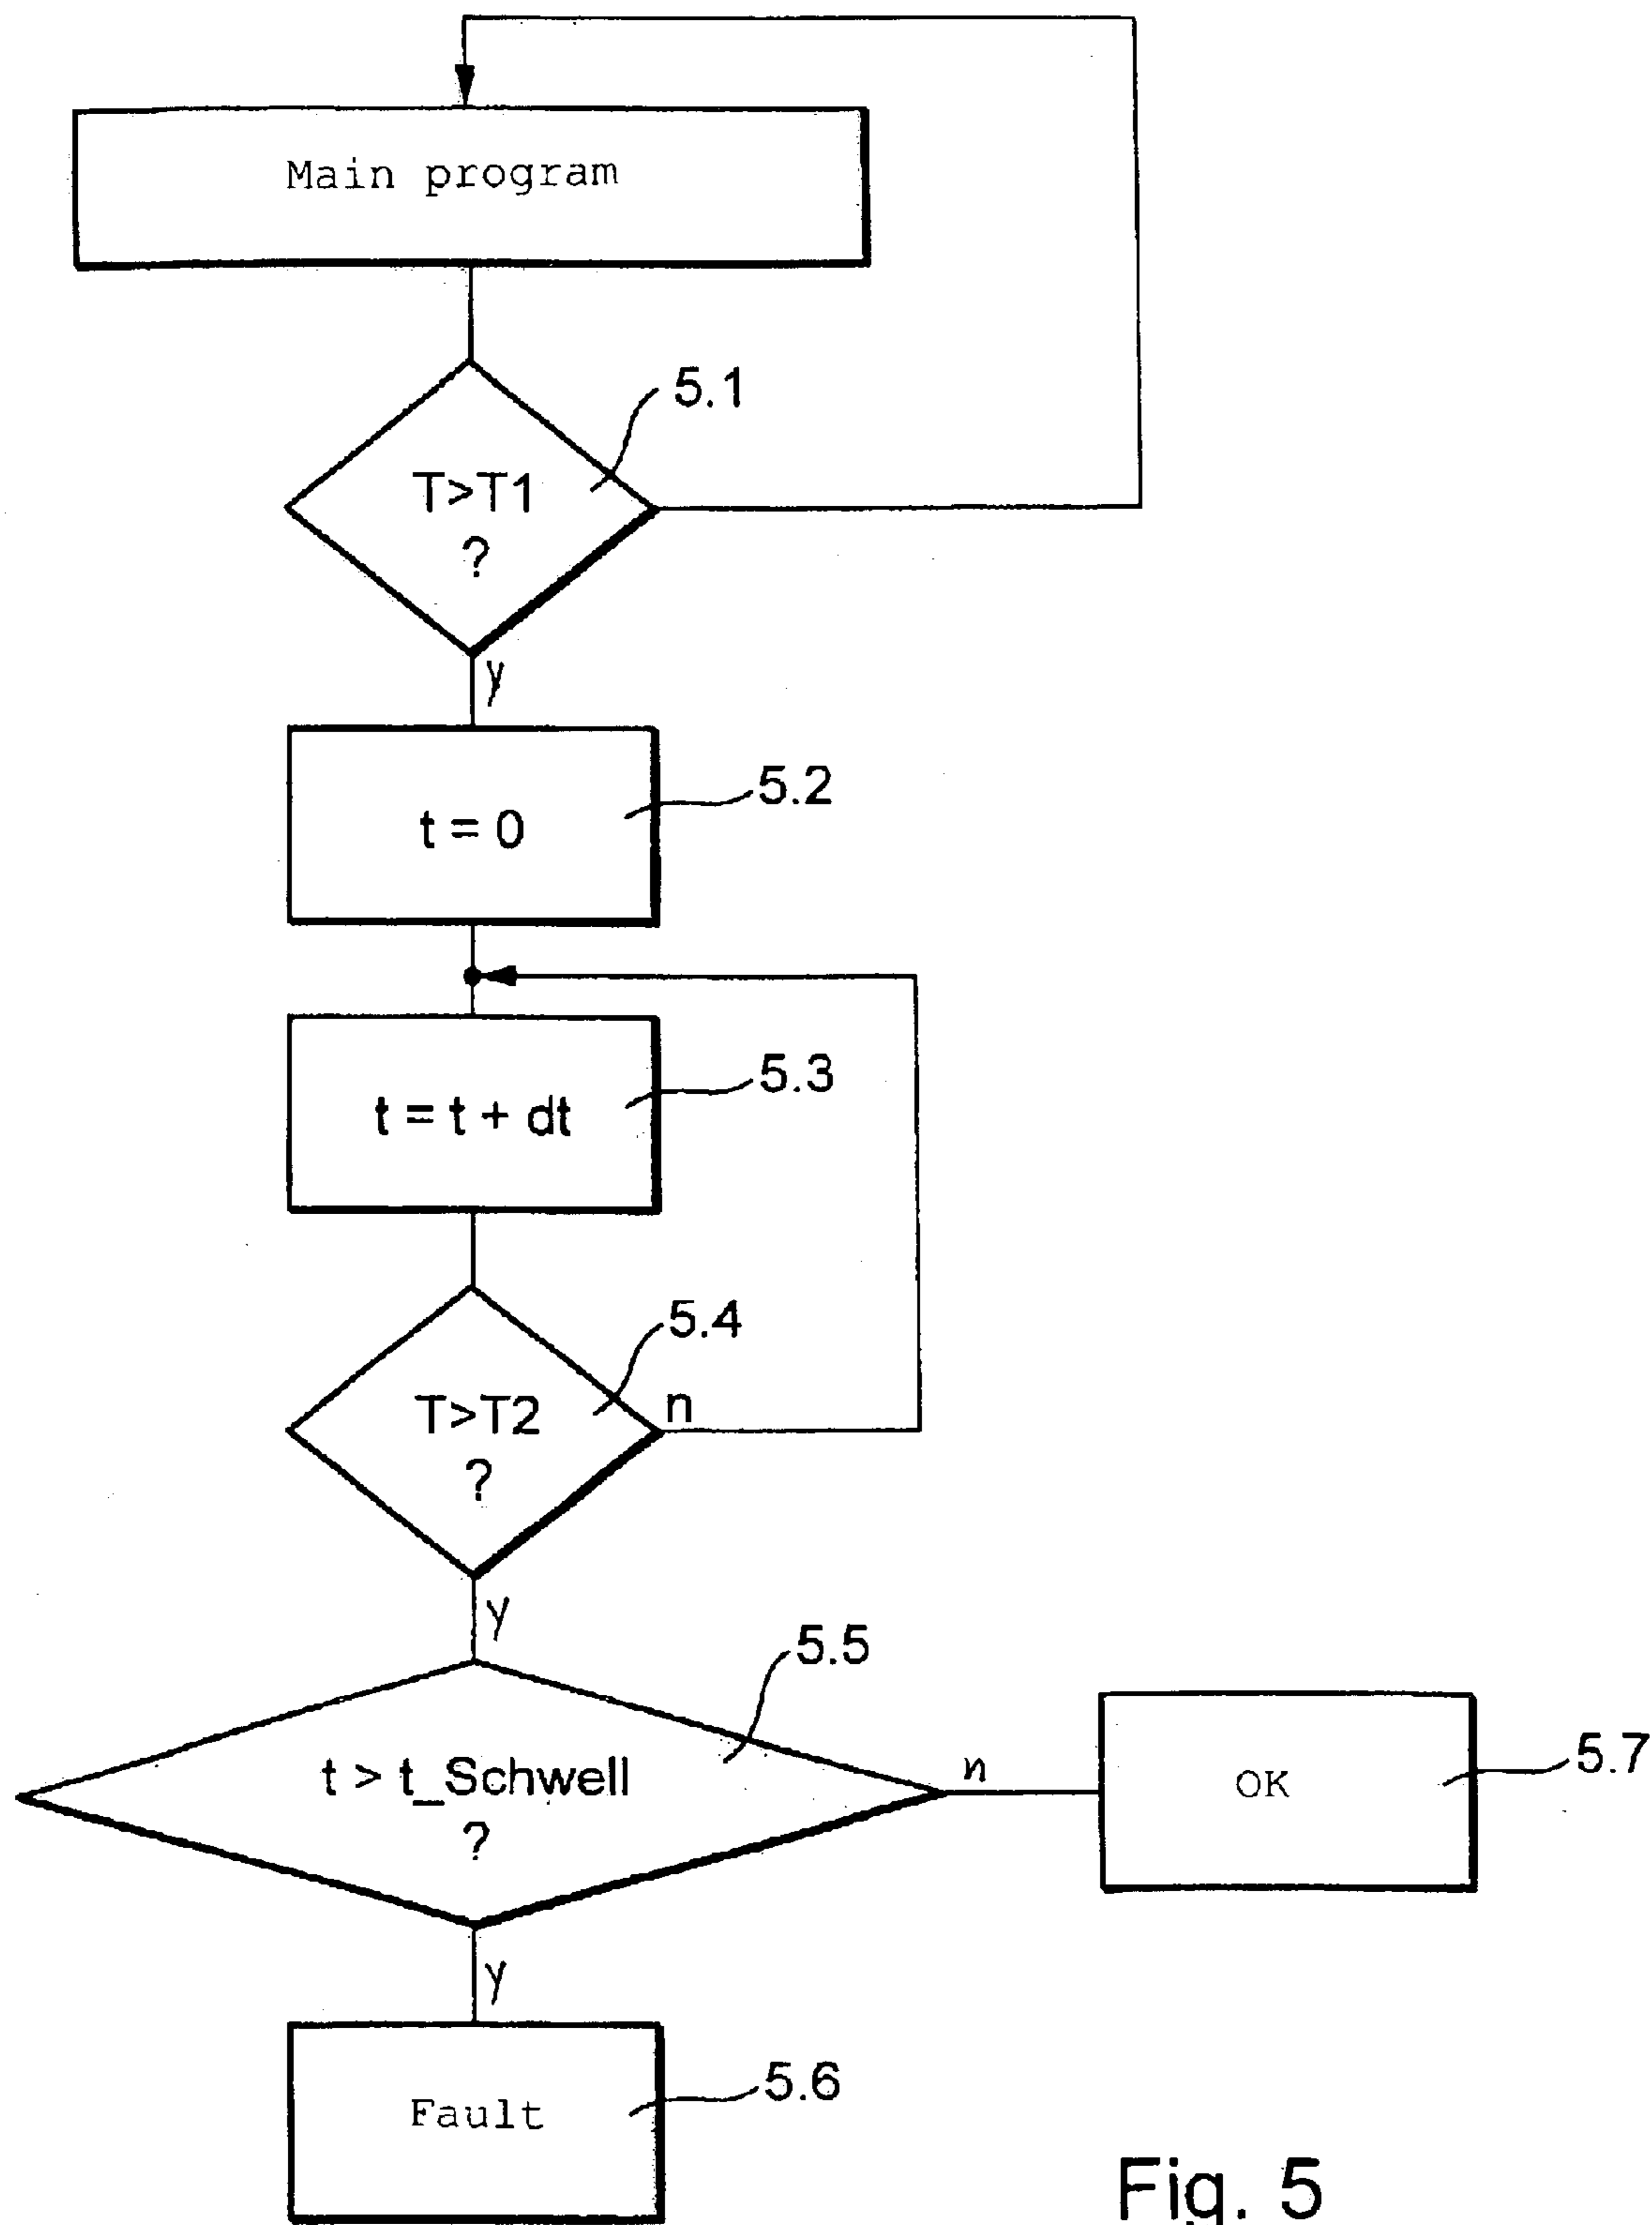 Main program
5.1
T>T1
?
y
5.2
t = 0
5.3
t = t + dt
5.4
T>T2
n
?
y
5.5
t > t_Schwell
?
n
OK
5.7
y
5.6
Fault
Fig. 5